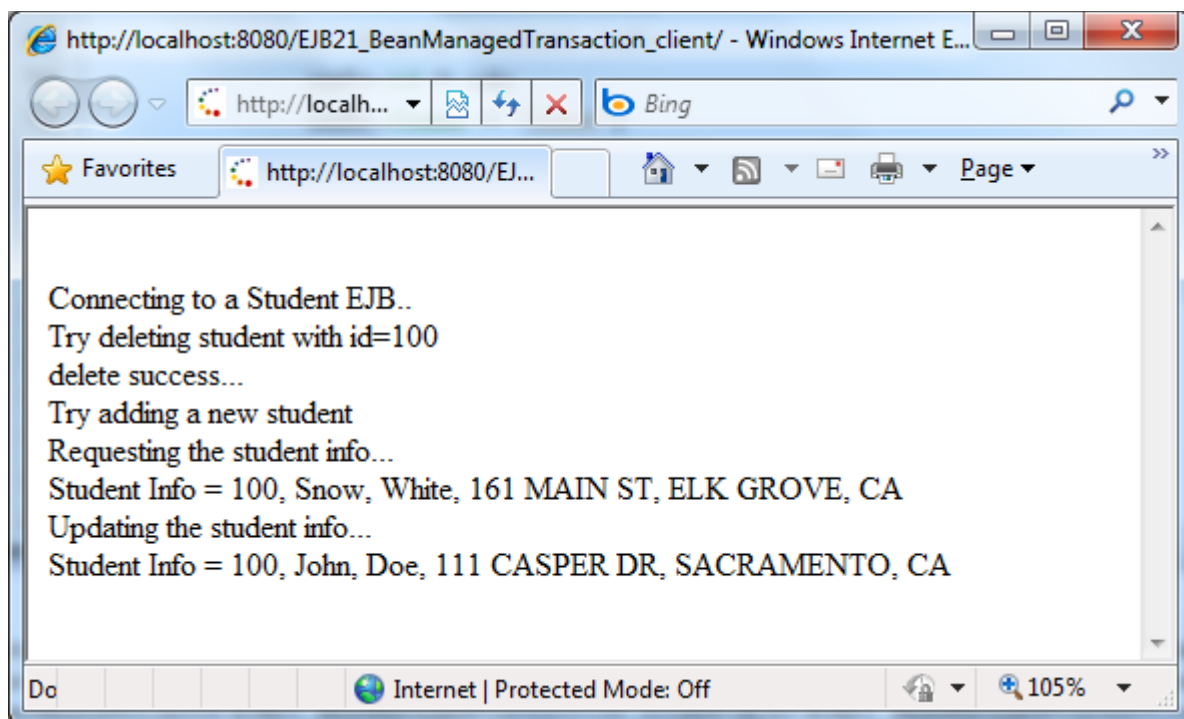 http://localhost:8080/EJB21_BeanManagedTransaction_client/ - Windows Internet E...
http://localh...
Bing
Favorites
http://localhost:8080/EJ...
Page
Connecting to a Student EJB..
Try deleting student with id=100
delete success...
Try adding a new student
Requesting the student info...
Student Info = 100, Snow, White, 161 MAIN ST, ELK GROVE, CA
Updating the student info...
Student Info = 100, John, Doe, 111 CASPER DR, SACRAMENTO, CA
Do
Internet | Protected Mode: Off
105%